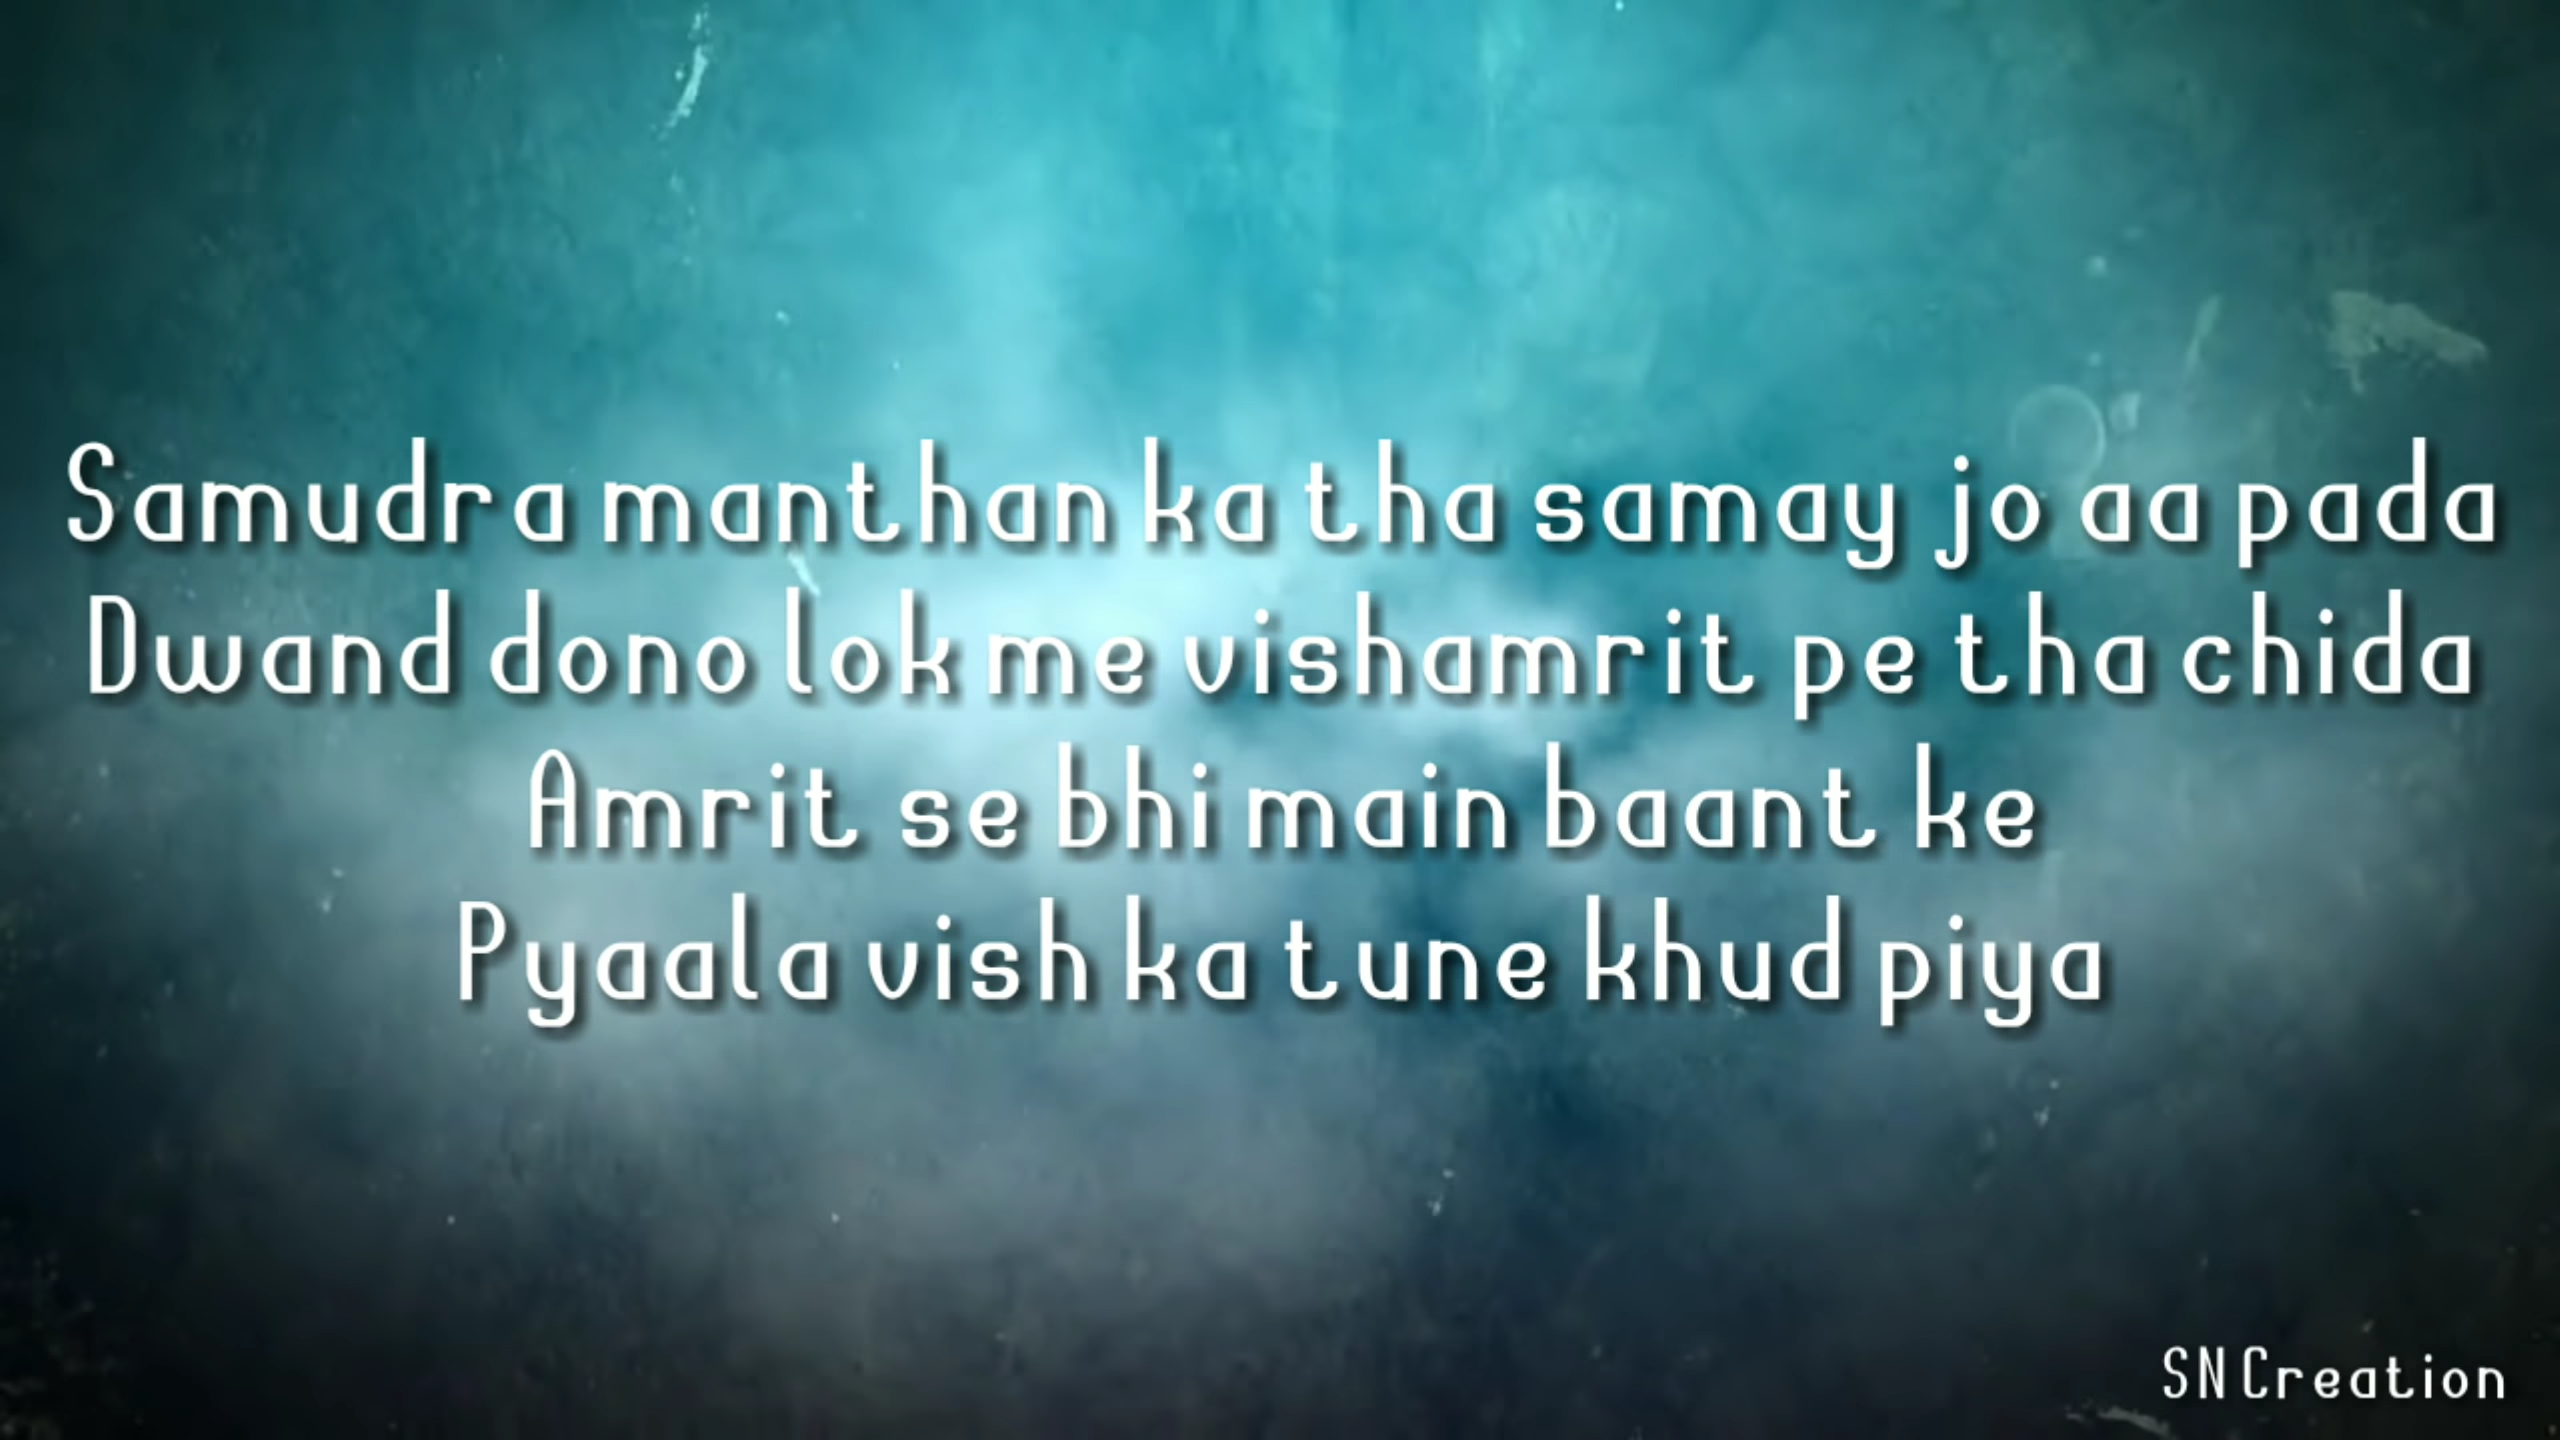 Samudra manthan ka tha samay jo aa pada
Dwand dono lok me vishamrit pe tha chida
Amrit se bhi main baant ke
Pyaala vish ka tune khud piya
SN Creation